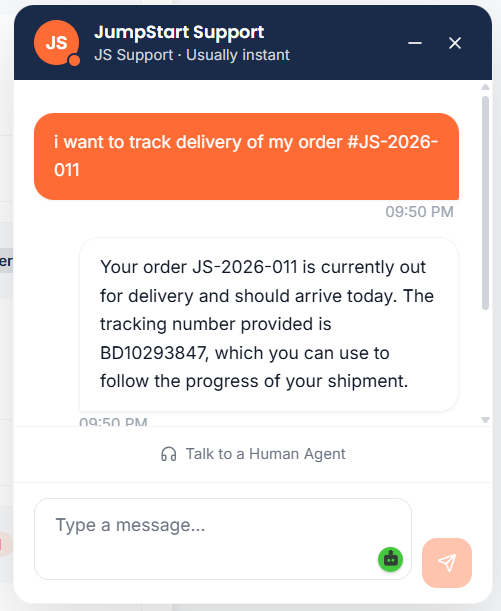 JS
JumpStart Support
JS Support · Usually instant
i want to track delivery of my order #JS-2026-
011
09:50 PM
Your order JS-2026-011 is currently out
for delivery and should arrive today. The
tracking number provided is
BD10293847, which you can use to
follow the progress of your shipment.
09:50 PM
Talk to a Human Agent
Type a message...